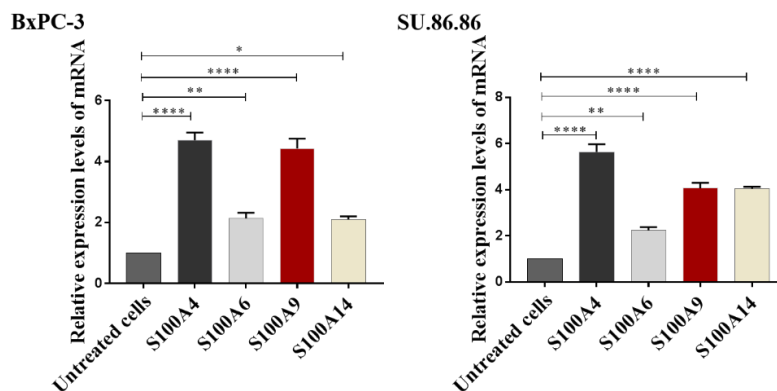 BxPC-3
Relative expression levels of mRNA
*
****
**
****
6
4
2
0
Untreated cells
S100A4
S100A6
S100A9
S100A14
SU.86.86
Relative expression levels of mRNA
****
****
**
****
8
6
4
2
0
Untreated cells
S100A4
S100A6
S100A9
S100A14